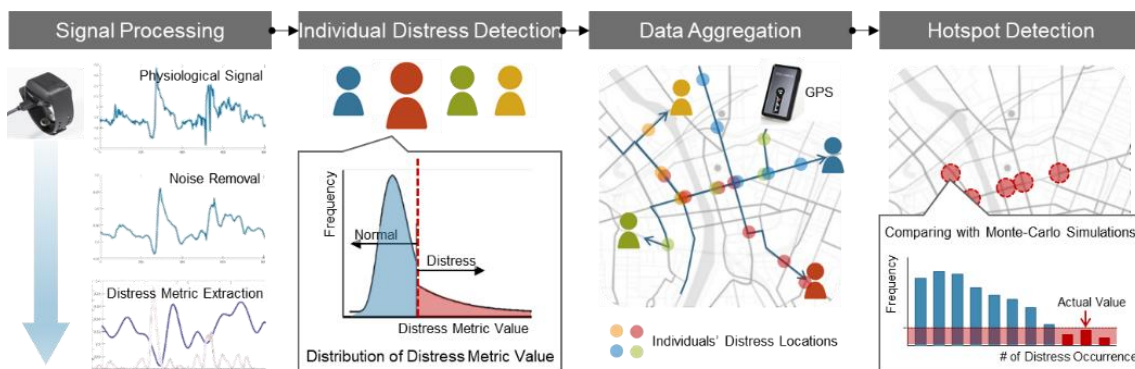 Signal Processing
Individual Distress Detection
Data Aggregation
Hotspot Detection
Physiological Signal
Noise Removal
Distress Metric Extraction
Frequency
Normal
Distress
Distress Metric Value
Distribution of Distress Metric Value
GPS
Individuals' Distress Locations
Comparing with Monte-Carlo Simulations
Frequency
Actual Value
# of Distress Occurrence